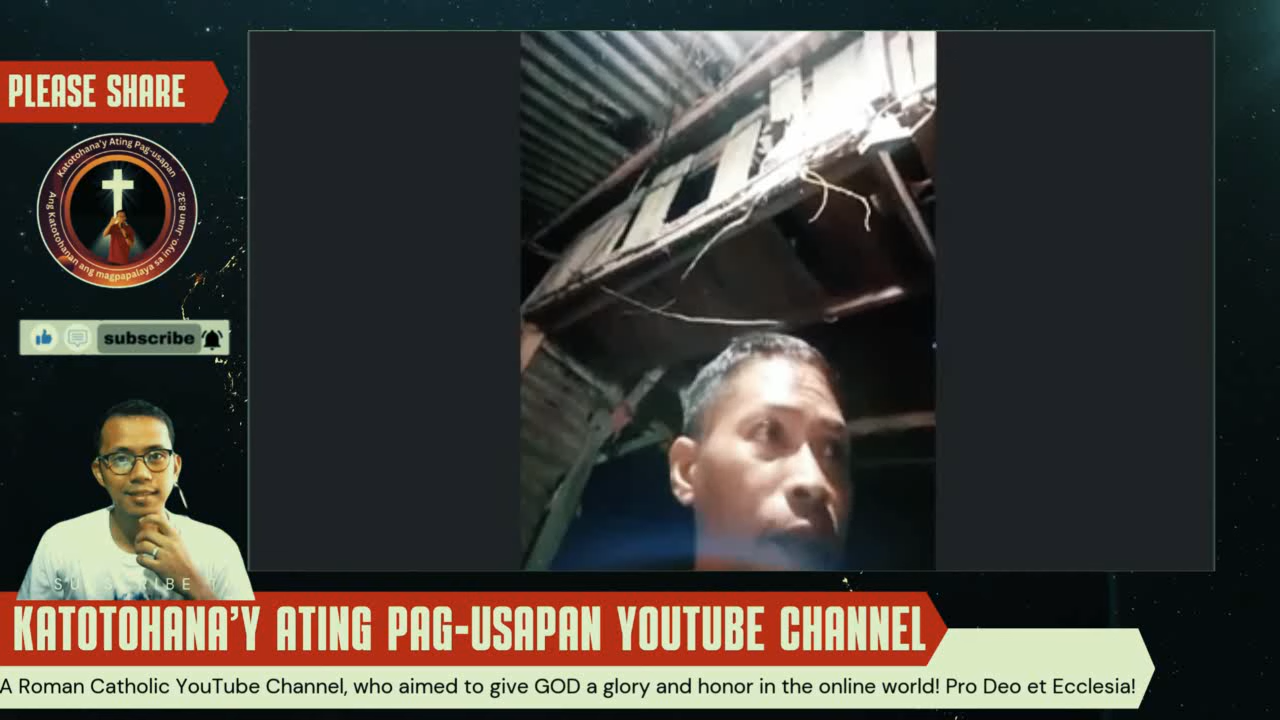 PLEASE SHARE
Katotohana'y Ating Pag-usapan
Ang Katotohanan ang magpapalaya sa inyo. Juan 8:32
subscribe
KATOTOHANA'Y ATING PAG-USAPAN YOUTUBE CHANNEL
A Roman Catholic YouTube Channel, who aimed to give GOD a glory and honor in the online world! Pro Deo et Ecclesia!